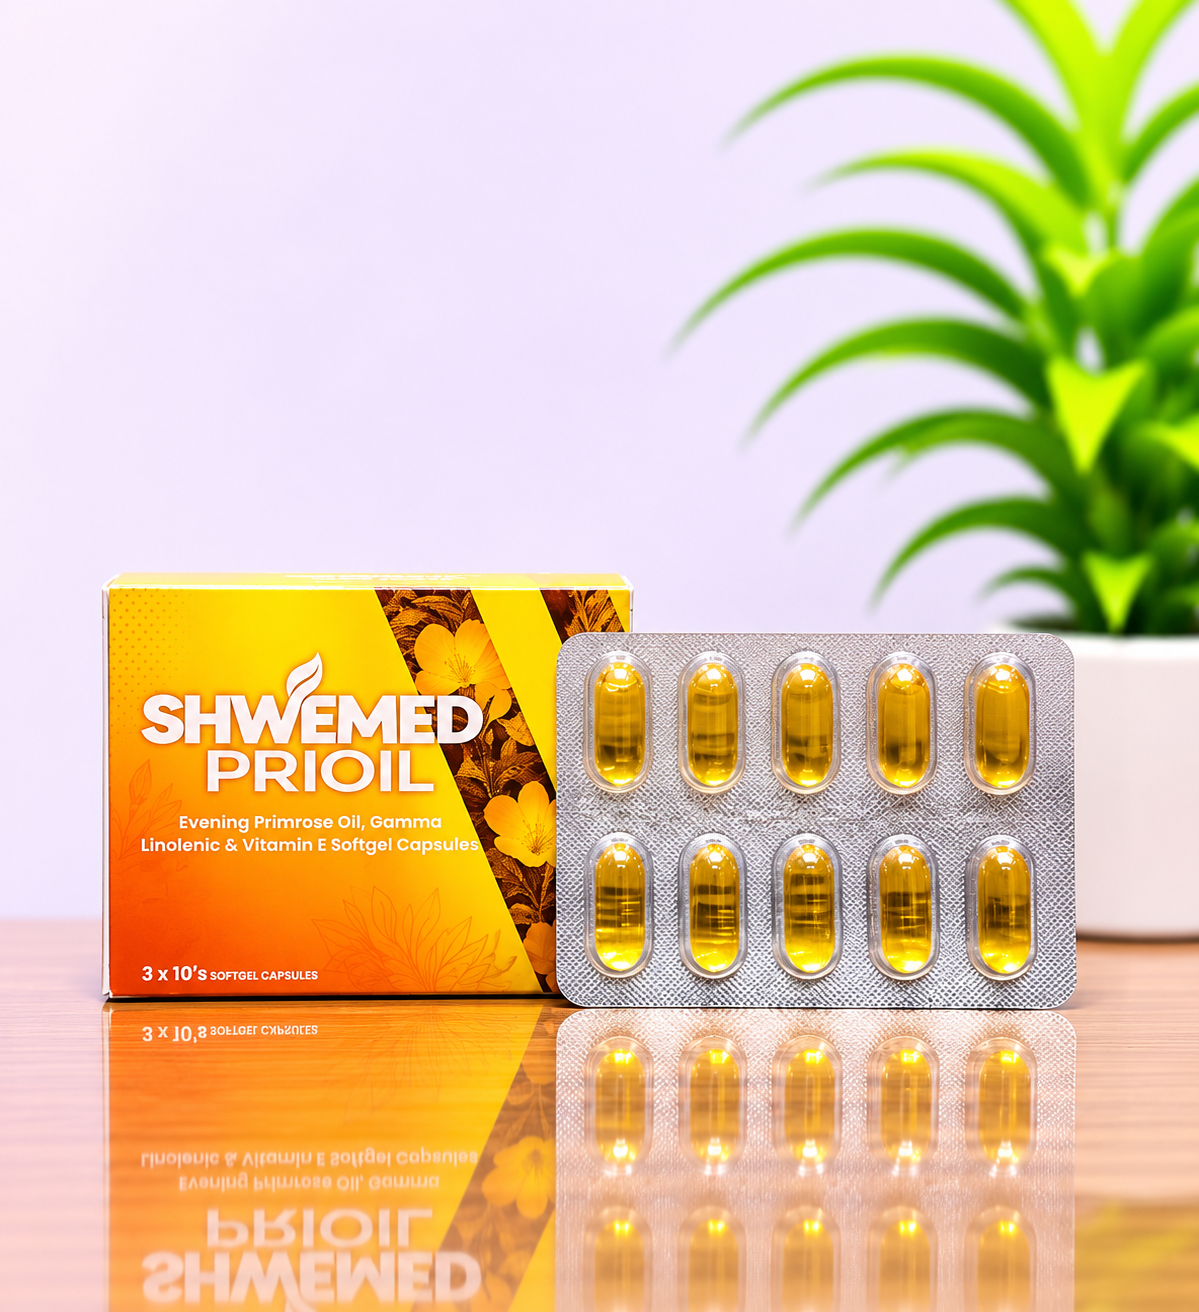 SHWEMED
PRIOIL
Evening Primrose Oil, Gamma
Linolenic & Vitamin E Softgel Capsules
3 x 10's SOFTGEL CAPSULES